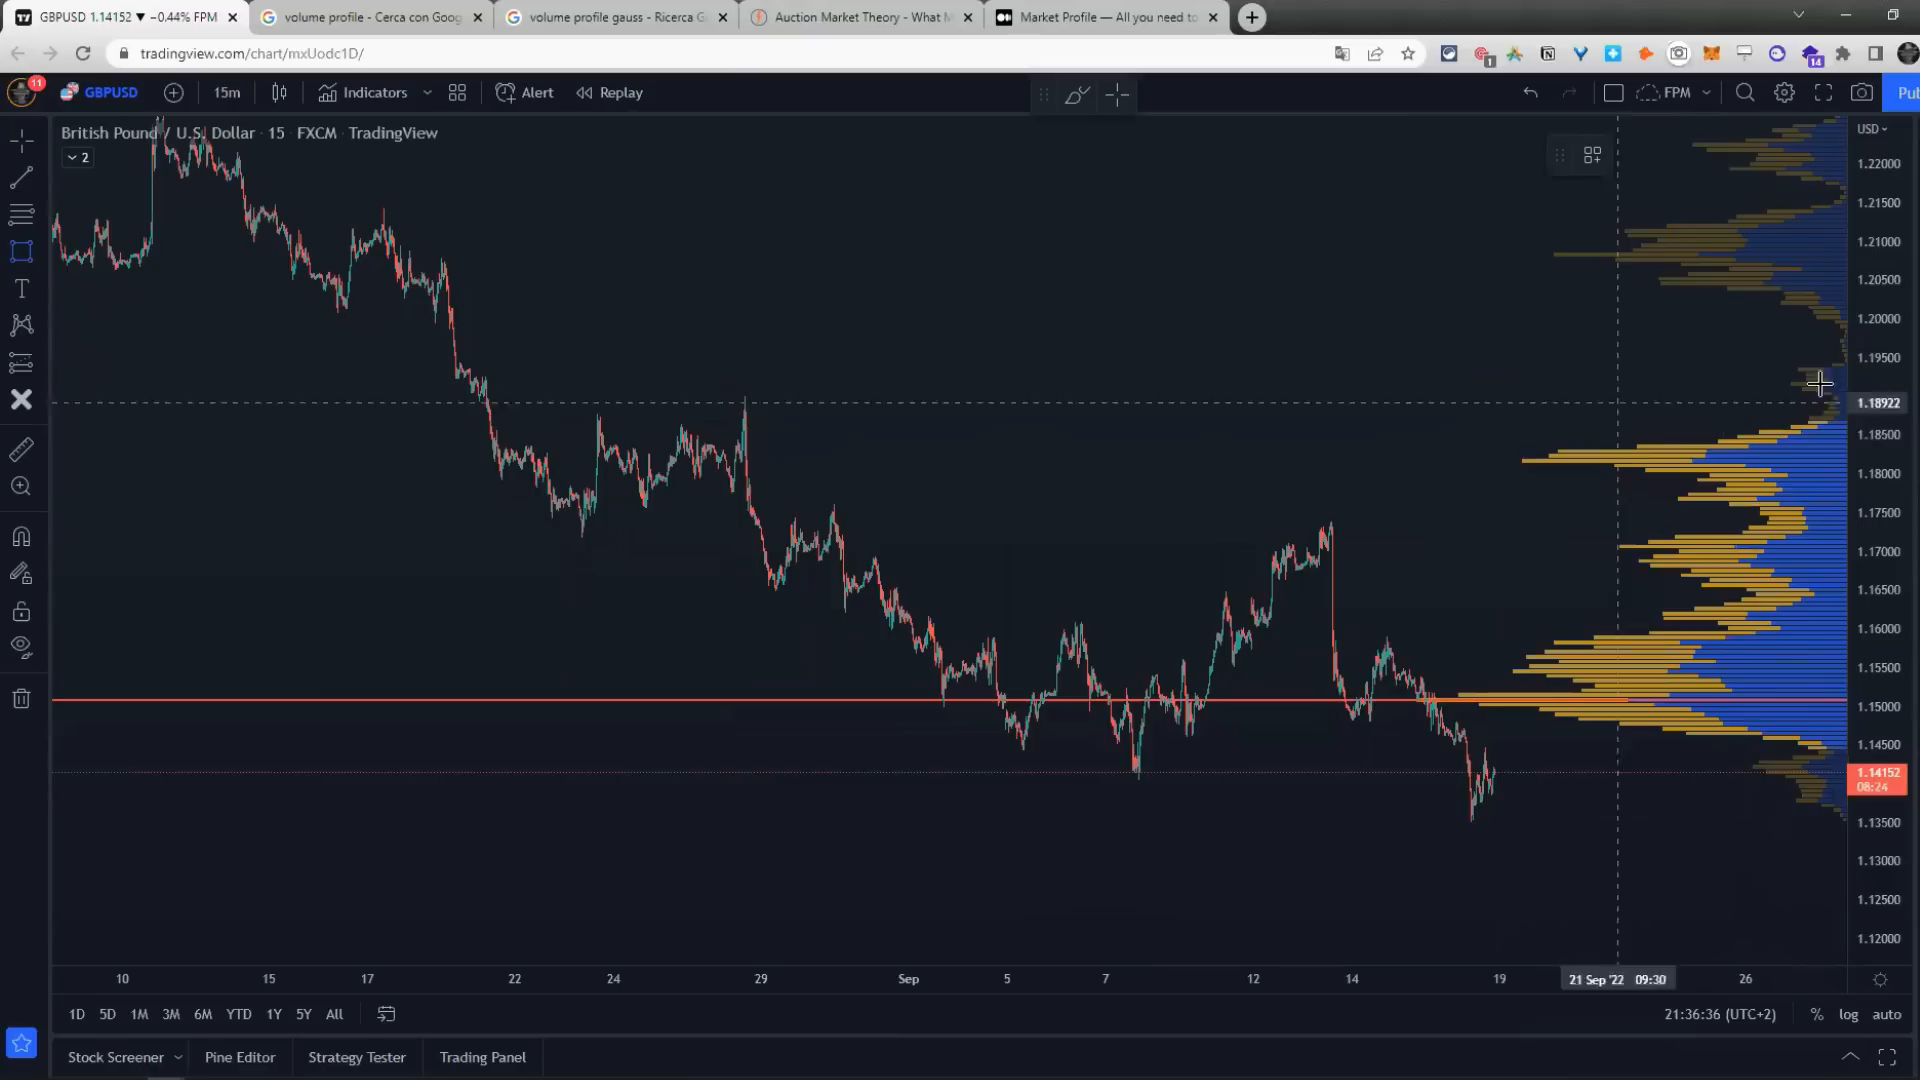 GBPUSD 1.14152 ▼ −0.44% FPM
volume profile - Cerca con Goog
volume profile gauss - Ricerca G
Auction Market Theory - What M
Market Profile — All you need to
tradingview.com/chart/mxUodc1D/
1
14
11
GBPUSD
15m
Indicators
Alert
Replay
FPM
Pub
British Pound / U.S. Dollar · 15 · FXCM · TradingView
2
USD
1.22000
1.21500
1.21000
1.20500
1.20000
1.19500
1.18922
1.18500
1.18000
1.17500
1.17000
1.16500
1.16000
1.15500
1.15000
1.14500
1.14152
08:24
1.13500
1.13000
1.12500
1.12000
10 15 17 22 24 29 Sep 5 7 12 14 19 21 Sep '22 09:30 26
1D 5D 1M 3M 6M YTD 1Y 5Y All
21:36:36 (UTC+2) % log auto
Stock Screener Pine Editor Strategy Tester Trading Panel